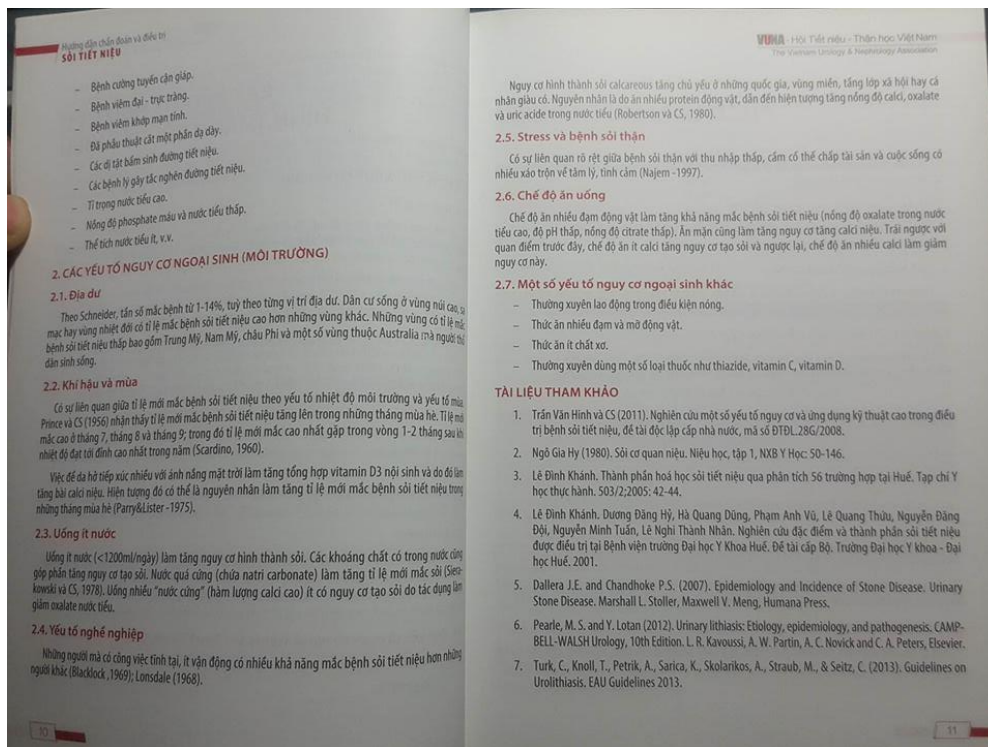 Hướng dẫn chẩn đoán và điều trị
SỎI TIẾT NIỆU
– Bệnh cường tuyến cận giáp.
– Bệnh viêm đại - trực tràng.
– Bệnh viêm khớp mạn tính.
– Đã phẫu thuật cắt một phần dạ dày.
– Các dị tật bẩm sinh đường tiết niệu.
– Các bệnh lý gây tắc nghẽn đường tiết niệu.
– Tỉ trọng nước tiểu cao.
– Nồng độ phosphate máu và nước tiểu thấp.
– Thể tích nước tiểu ít, v.v.
2. CÁC YẾU TỐ NGUY CƠ NGOẠI SINH (MÔI TRƯỜNG)
2.1. Địa dư
Theo Schneider, tần số mắc bệnh từ 1-14%, tuỳ theo từng vị trí địa dư. Dân cư sống ở vùng núi cao, sa
mạc hay vùng nhiệt đới có tỉ lệ mắc bệnh sỏi tiết niệu cao hơn những vùng khác. Những vùng có tỉ lệ mắc
bệnh sỏi tiết niệu thấp bao gồm Trung Mỹ, Nam Mỹ, châu Phi và một số vùng thuộc Australia mà người thổ
dân sinh sống.
2.2. Khí hậu và mùa
Có sự liên quan giữa tỉ lệ mới mắc bệnh sỏi tiết niệu theo yếu tố nhiệt độ môi trường và yếu tố mùa.
Prince và CS (1956) nhận thấy tỉ lệ mới mắc bệnh sỏi tiết niệu tăng lên trong những tháng mùa hè. Tỉ lệ mới
mắc cao ở tháng 7, tháng 8 và tháng 9; trong đó tỉ lệ mới mắc cao nhất gặp trong vòng 1-2 tháng sau khi
nhiệt độ đạt tới đỉnh cao nhất trong năm (Scardino, 1960).
Việc để da hở tiếp xúc nhiều với ánh nắng mặt trời làm tăng tổng hợp vitamin D3 nội sinh và do đó làm
tăng bài calci niệu. Hiện tượng đó có thể là nguyên nhân làm tăng tỉ lệ mới mắc bệnh sỏi tiết niệu trong
những tháng mùa hè (Parry&Lister -1975).
2.3. Uống ít nước
Uống ít nước (<1200ml/ngày) làm tăng nguy cơ hình thành sỏi. Các khoáng chất có trong nước cũng
góp phần tăng nguy cơ tạo sỏi. Nước quá cứng (chứa natri carbonate) làm tăng tỉ lệ mới mắc sỏi (Siera-
kowski và CS, 1978). Uống nhiều "nước cứng" (hàm lượng calci cao) ít có nguy cơ tạo sỏi do tác dụng làm
giảm oxalate nước tiểu.
2.4. Yếu tố nghề nghiệp
Những người mà có công việc tĩnh tại, ít vận động có nhiều khả năng mắc bệnh sỏi tiết niệu hơn những
người khác (Blacklock ,1969); Lonsdale (1968).
10
VUNA - Hội Tiết niệu - Thận học Việt Nam
The Vietnam Urology & Nephrology Association
Nguy cơ hình thành sỏi calcareous tăng chủ yếu ở những quốc gia, vùng miền, tầng lớp xã hội hay cá
nhân giàu có. Nguyên nhân là do ăn nhiều protein động vật, dẫn đến hiện tượng tăng nồng độ calci, oxalate
và uric acide trong nước tiểu (Robertson và CS, 1980).
2.5. Stress và bệnh sỏi thận
Có sự liên quan rõ rệt giữa bệnh sỏi thận với thu nhập thấp, cầm cố thế chấp tài sản và cuộc sống có
nhiều xáo trộn về tâm lý, tình cảm (Najem -1997).
2.6. Chế độ ăn uống
Chế độ ăn nhiều đạm động vật làm tăng khả năng mắc bệnh sỏi tiết niệu (nồng độ oxalate trong nước
tiểu cao, độ pH thấp, nồng độ citrate thấp). Ăn mặn cũng làm tăng nguy cơ tăng calci niệu. Trái ngược với
quan điểm trước đây, chế độ ăn ít calci tăng nguy cơ tạo sỏi và ngược lại, chế độ ăn nhiều calci làm giảm
nguy cơ này.
2.7. Một số yếu tố nguy cơ ngoại sinh khác
– Thường xuyên lao động trong điều kiện nóng.
– Thức ăn nhiều đạm và mỡ động vật.
– Thức ăn ít chất xơ.
– Thường xuyên dùng một số loại thuốc như thiazide, vitamin C, vitamin D.
TÀI LIỆU THAM KHẢO
1. Trần Văn Hinh và CS (2011). Nghiên cứu một số yếu tố nguy cơ và ứng dụng kỹ thuật cao trong điều
trị bệnh sỏi tiết niệu, đề tài độc lập cấp nhà nước, mã số ĐTĐL.28G/2008.
2. Ngô Gia Hy (1980). Sỏi cơ quan niệu. Niệu học, tập 1, NXB Y Học: 50-146.
3. Lê Đình Khánh. Thành phần hoá học sỏi tiết niệu qua phân tích 56 trường hợp tại Huế. Tạp chí Y
học thực hành. 503/2;2005: 42-44.
4. Lê Đình Khánh. Dương Đăng Hỷ, Hà Quang Dũng, Phạm Anh Vũ, Lê Quang Thứu, Nguyễn Đăng
Đội, Nguyễn Minh Tuấn, Lê Nghi Thành Nhân. Nghiên cứu đặc điểm và thành phần sỏi tiết niệu
được điều trị tại Bệnh viện trường Đại học Y Khoa Huế. Đề tài cấp Bộ. Trường Đại học Y khoa - Đại
học Huế. 2001.
5. Dallera J.E. and Chandhoke P.S. (2007). Epidemiology and Incidence of Stone Disease. Urinary
Stone Disease. Marshall L. Stoller, Maxwell V. Meng, Humana Press.
6. Pearle, M. S. and Y. Lotan (2012). Urinary lithiasis: Etiology, epidemiology, and pathogenesis. CAMP-
BELL-WALSH Urology, 10th Edition. L. R. Kavoussi, A. W. Partin, A. C. Novick and C. A. Peters, Elsevier.
7. Turk, C., Knoll, T., Petrik, A., Sarica, K., Skolarikos, A., Straub, M., & Seitz, C. (2013). Guidelines on
Urolithiasis. EAU Guidelines 2013.
11